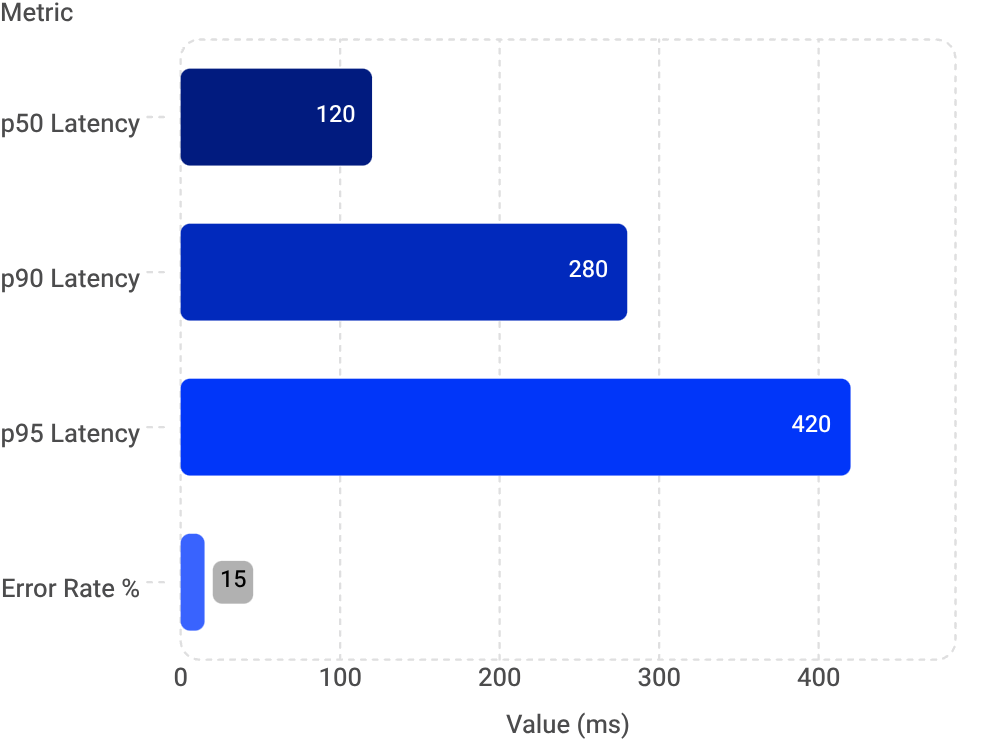 Metric
p50 Latency
120
p90 Latency
280
p95 Latency
420
Error Rate %
15
0 100 200 300 400
Value (ms)